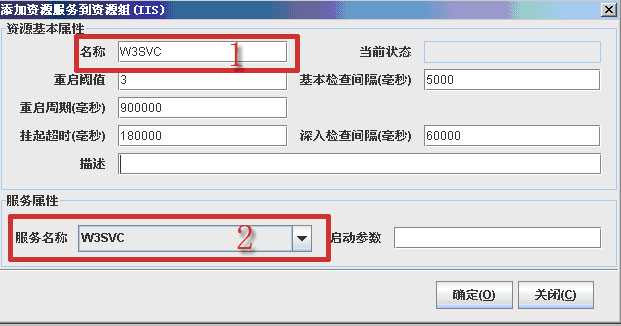 添加资源服务到资源组(IIS)
资源基本属性
名称 W3SVC 1 当前状态
重启阈值 3 基本检查间隔(毫秒) 5000
重启周期(毫秒) 900000
挂起超时(毫秒) 180000 深入检查间隔(毫秒) 60000
描述
服务属性
服务名称 W3SVC 2 启动参数
确定(O) 关闭(C)